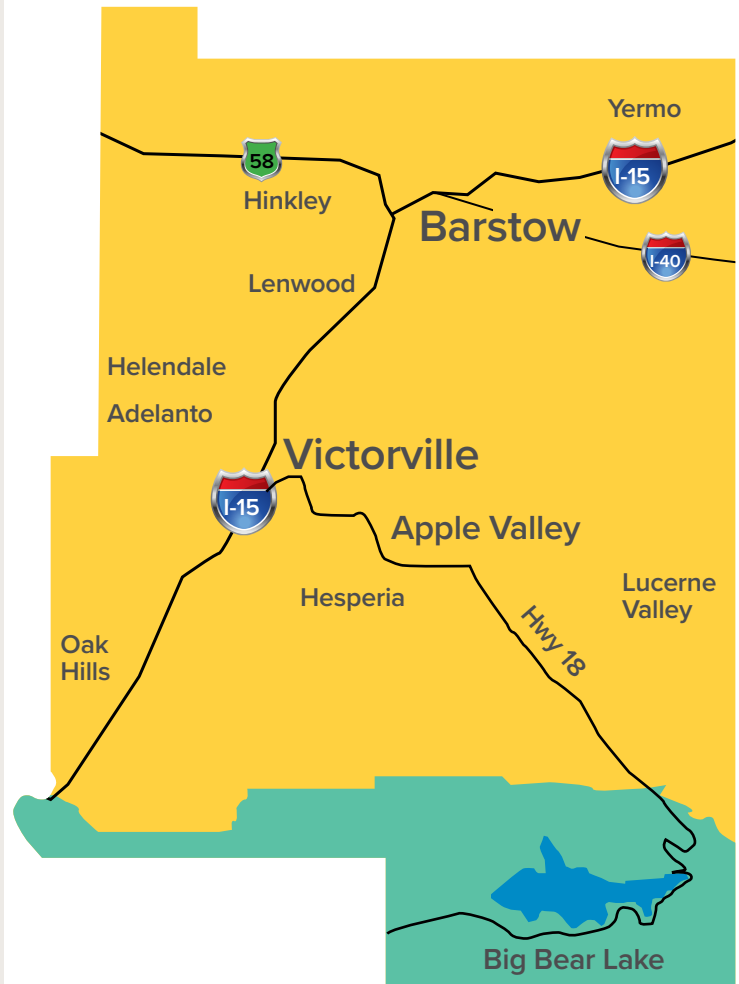 Yermo
58
I-15
Hinkley
Barstow
I-40
Lenwood
Helendale
Adelanto
Victorville
I-15
Apple Valley
Hesperia
Lucerne
Valley
Hwy 18
Oak
Hills
Big Bear Lake